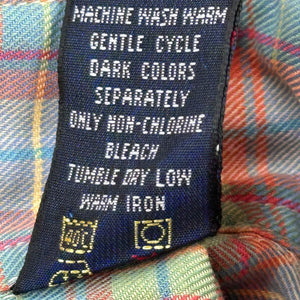 MACHINE WASH WARM
GENTLE CYCLE
DARK COLORS
SEPARATELY
ONLY NON-CHLORINE
BLEACH
TUMBLE DRY LOW
WARM IRON
40C